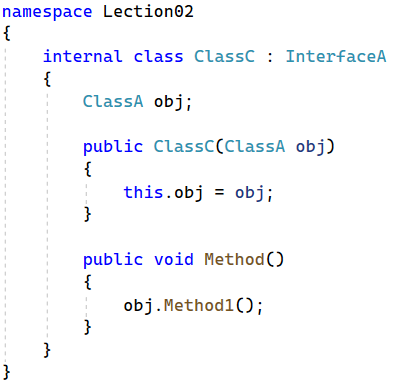 namespace Lection02
{
    internal class ClassC : InterfaceA
    {
        ClassA obj;

        public ClassC(ClassA obj)
        {
            this.obj = obj;
        }

        public void Method()
        {
            obj.Method1();
        }
    }
}